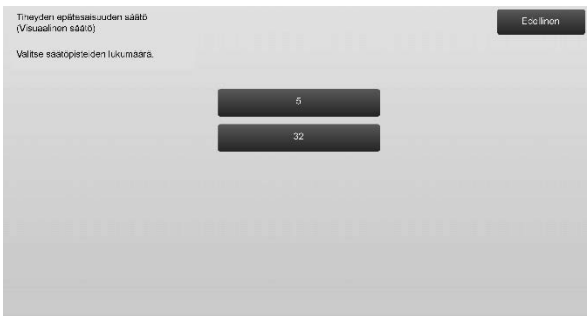 Tiheyden epätasaisuuden säätö
(Visuaalinen säätö)
Edellinen
Valitse säätöpisteiden lukumäärä.
5
32